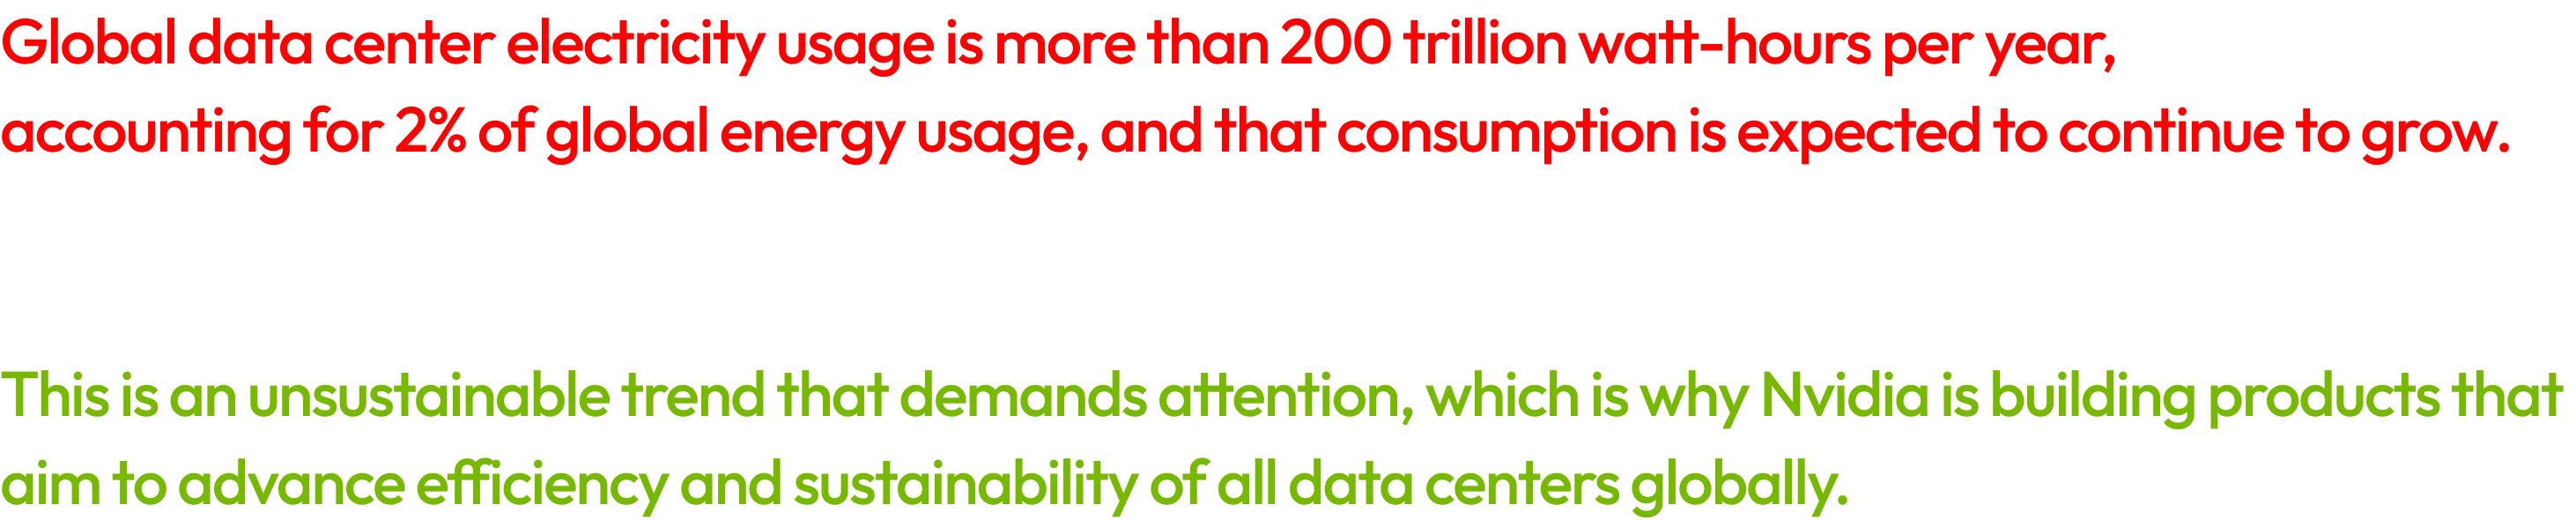 Global data center electricity usage is more than 200 trillion watt-hours per year,
accounting for 2% of global energy usage, and that consumption is expected to continue to grow.
This is an unsustainable trend that demands attention, which is why Nvidia is building products that
aim to advance efficiency and sustainability of all data centers globally.